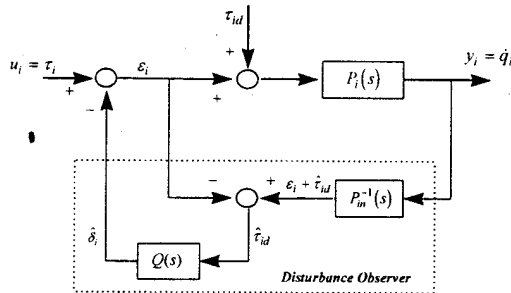 τ_id
u_i = τ_i
ε_i
+
+
+
−
P_i(s)
y_i = q̇_i
−
+
ε_i + τ̂_id
P_in^{-1}(s)
δ̂_i
Q(s)
τ̂_id
Disturbance Observer